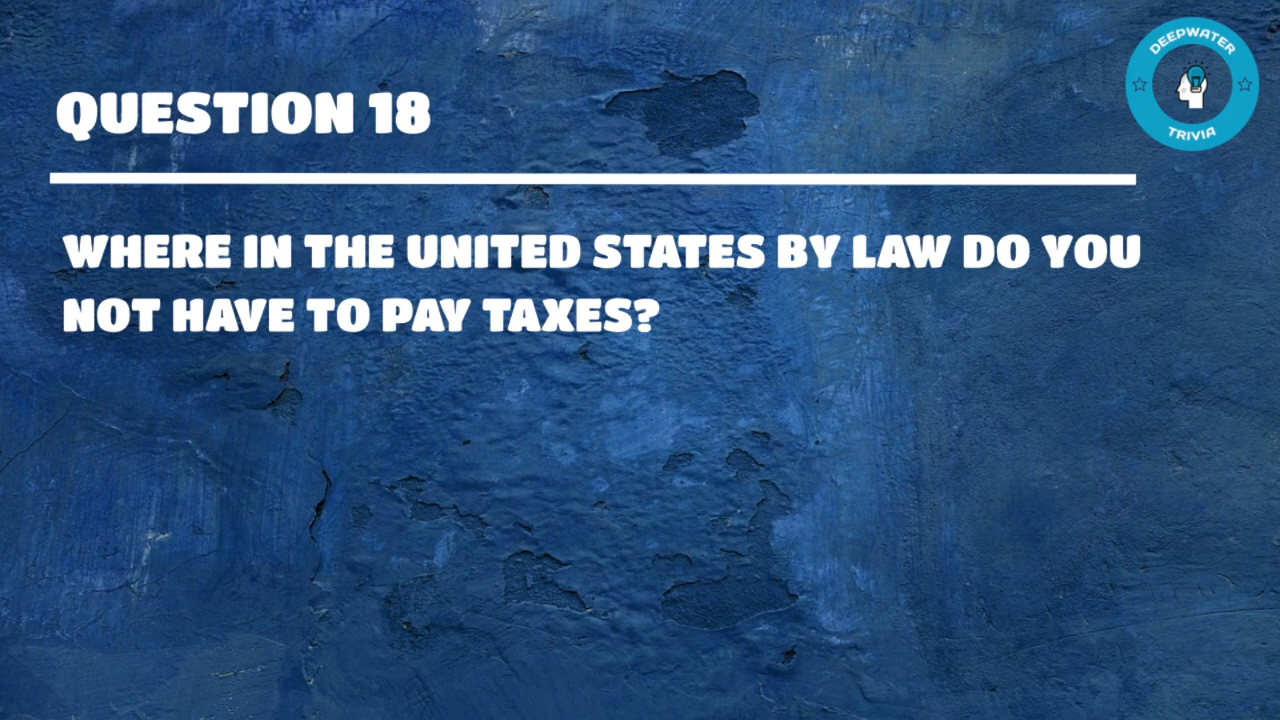 DEEPWATER
TRIVIA
QUESTION 18
WHERE IN THE UNITED STATES BY LAW DO YOU
NOT HAVE TO PAY TAXES?